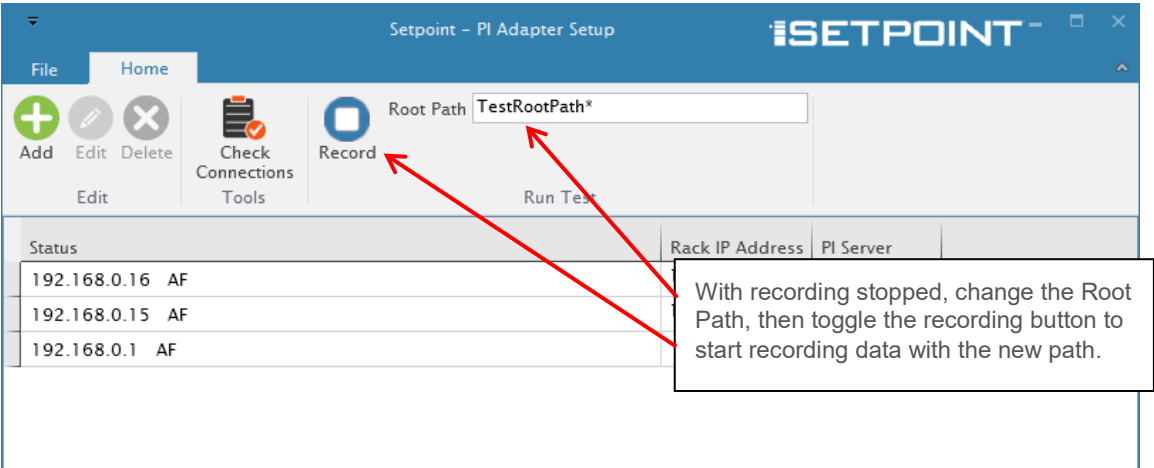 Setpoint – PI Adapter Setup
SETPOINT
File Home
Root Path TestRootPath*
Add Edit Delete Check Connections Record
Edit Tools Run Test
Status Rack IP Address PI Server
192.168.0.16 AF
192.168.0.15 AF
192.168.0.1 AF
With recording stopped, change the Root
Path, then toggle the recording button to
start recording data with the new path.